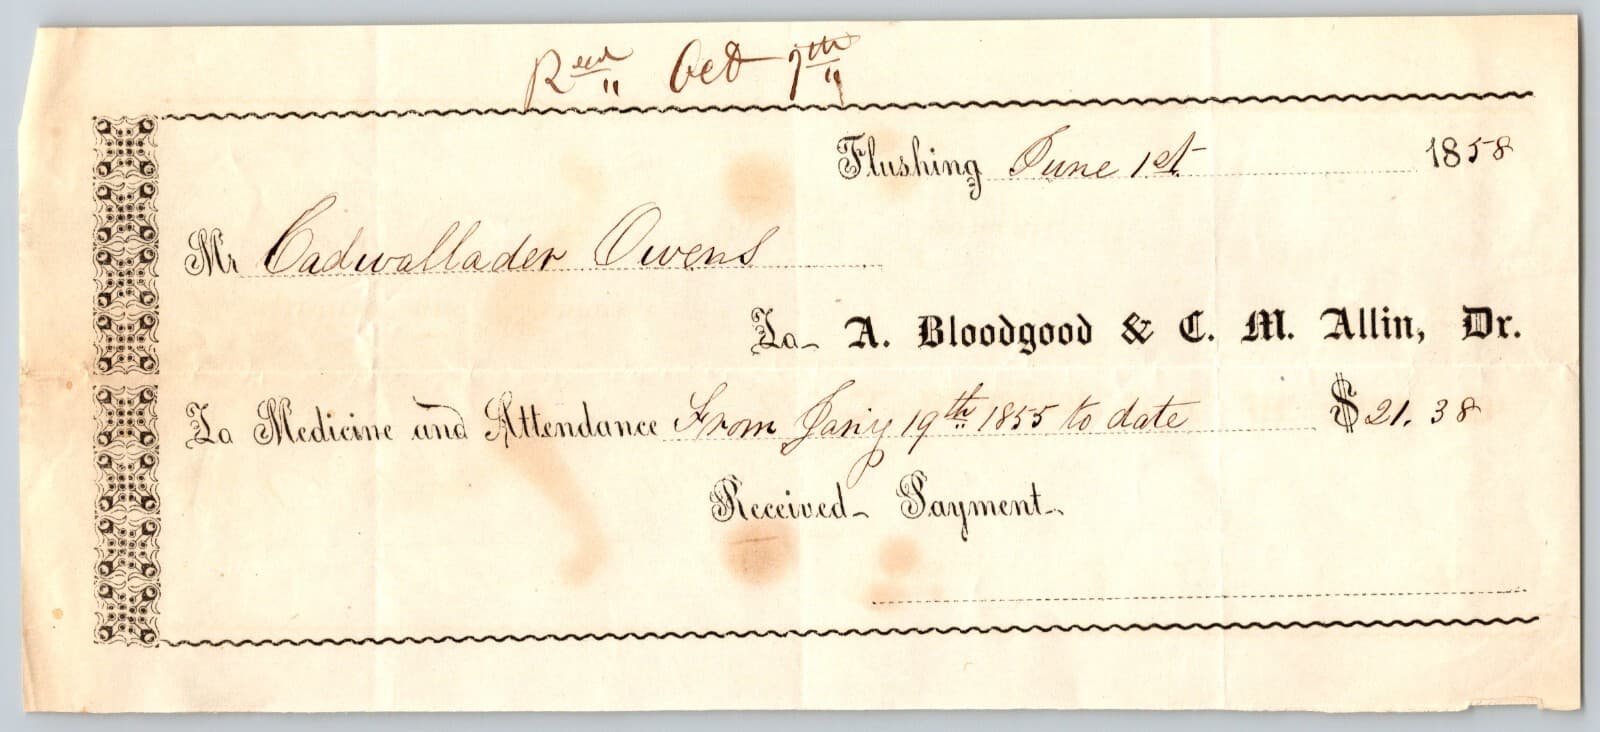 Recd Oct 7th
Flushing June 1st 1858
Mr Cadwallader Owens
To A. Bloodgood & C. M. Allin, Dr.
To Medicine and Attendance From Jany 19th 1855 to date $21.38
Received Payment